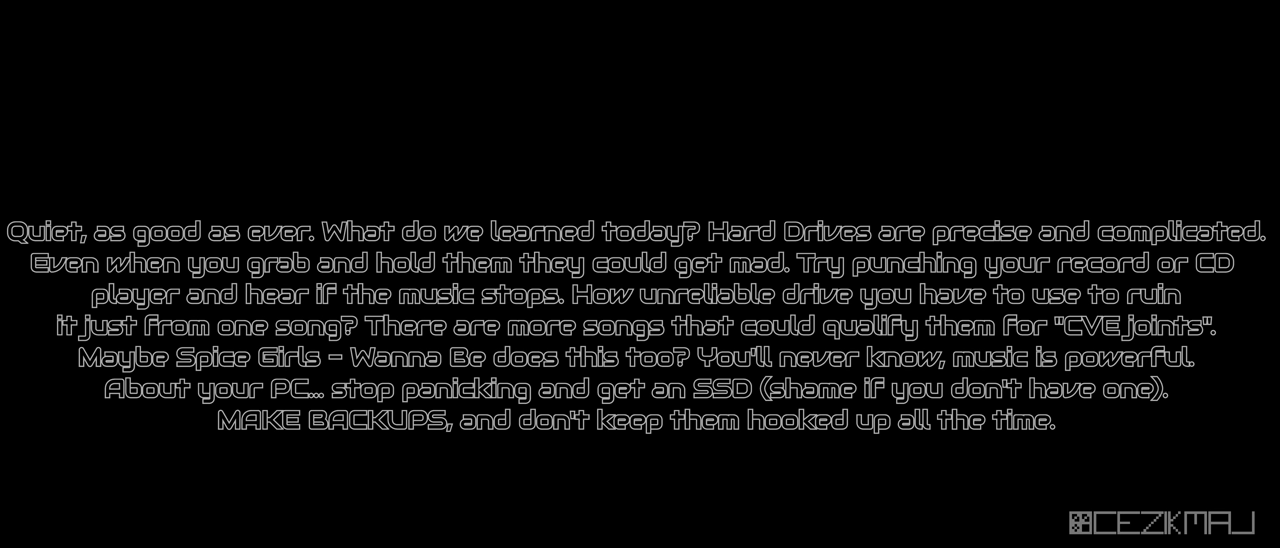 Quiet, as good as ever. What do we learned today? Hard Drives are precise and complicated.
Even when you grab and hold them they could get mad. Try punching your record or CD
player and hear if the music stops. How unreliable drive you have to use to ruin
it just from one song? There are more songs that could qualify them for "CVE joints".
Maybe Spice Girls - Wanna Be does this too? You'll never know, music is powerful.
About your PC... stop panicking and get an SSD (shame if you don't have one).
MAKE BACKUPS, and don't keep them hooked up all the time.
CEZIKMAJ